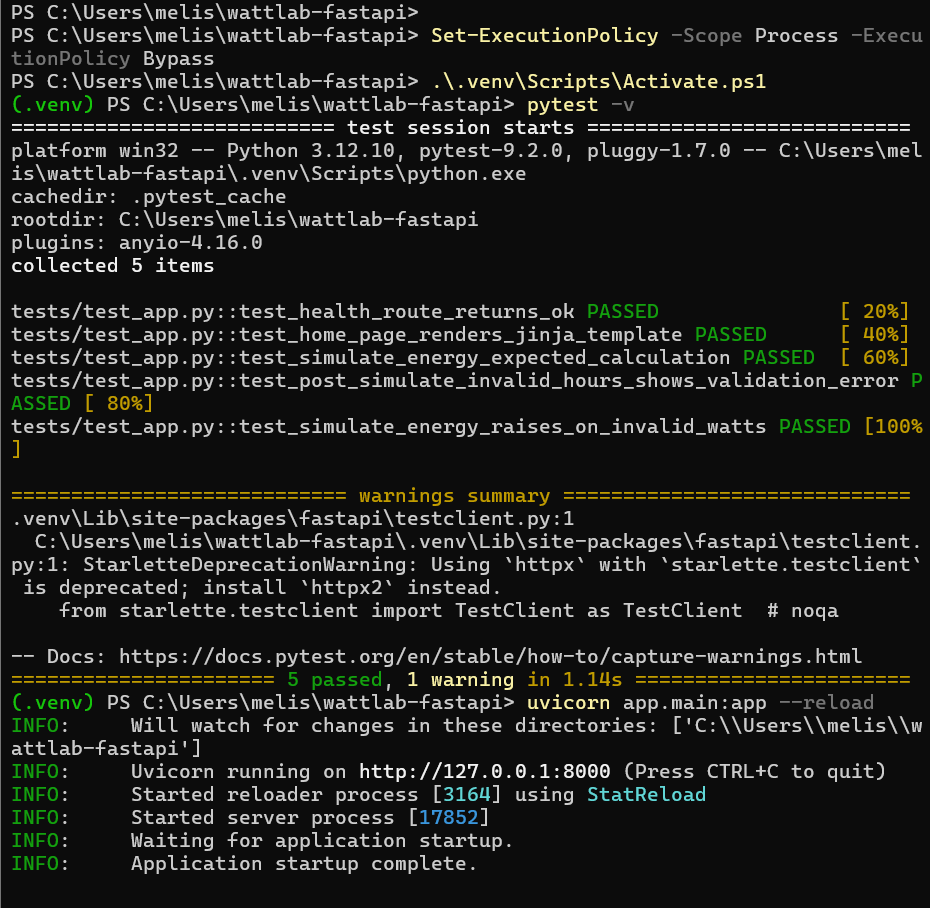 PS C:\Users\melis\wattlab-fastapi>
PS C:\Users\melis\wattlab-fastapi> Set-ExecutionPolicy -Scope Process -Execu
tionPolicy Bypass
PS C:\Users\melis\wattlab-fastapi> .\.venv\Scripts\Activate.ps1
(.venv) PS C:\Users\melis\wattlab-fastapi> pytest -v
=========================== test session starts ===========================
platform win32 -- Python 3.12.10, pytest-9.2.0, pluggy-1.7.0 -- C:\Users\mel
is\wattlab-fastapi\.venv\Scripts\python.exe
cachedir: .pytest_cache
rootdir: C:\Users\melis\wattlab-fastapi
plugins: anyio-4.16.0
collected 5 items

tests/test_app.py::test_health_route_returns_ok PASSED               [ 20%]
tests/test_app.py::test_home_page_renders_jinja_template PASSED      [ 40%]
tests/test_app.py::test_simulate_energy_expected_calculation PASSED  [ 60%]
tests/test_app.py::test_post_simulate_invalid_hours_shows_validation_error P
ASSED [ 80%]
tests/test_app.py::test_simulate_energy_raises_on_invalid_watts PASSED [100%
]

============================ warnings summary =============================
.venv\Lib\site-packages\fastapi\testclient.py:1
  C:\Users\melis\wattlab-fastapi\.venv\Lib\site-packages\fastapi\testclient.
py:1: StarletteDeprecationWarning: Using `httpx` with `starlette.testclient`
 is deprecated; install `httpx2` instead.
    from starlette.testclient import TestClient as TestClient  # noqa

-- Docs: https://docs.pytest.org/en/stable/how-to/capture-warnings.html
====================== 5 passed, 1 warning in 1.14s =======================
(.venv) PS C:\Users\melis\wattlab-fastapi> uvicorn app.main:app --reload
INFO:     Will watch for changes in these directories: ['C:\\Users\\melis\\w
attlab-fastapi']
INFO:     Uvicorn running on http://127.0.0.1:8000 (Press CTRL+C to quit)
INFO:     Started reloader process [3164] using StatReload
INFO:     Started server process [17852]
INFO:     Waiting for application startup.
INFO:     Application startup complete.